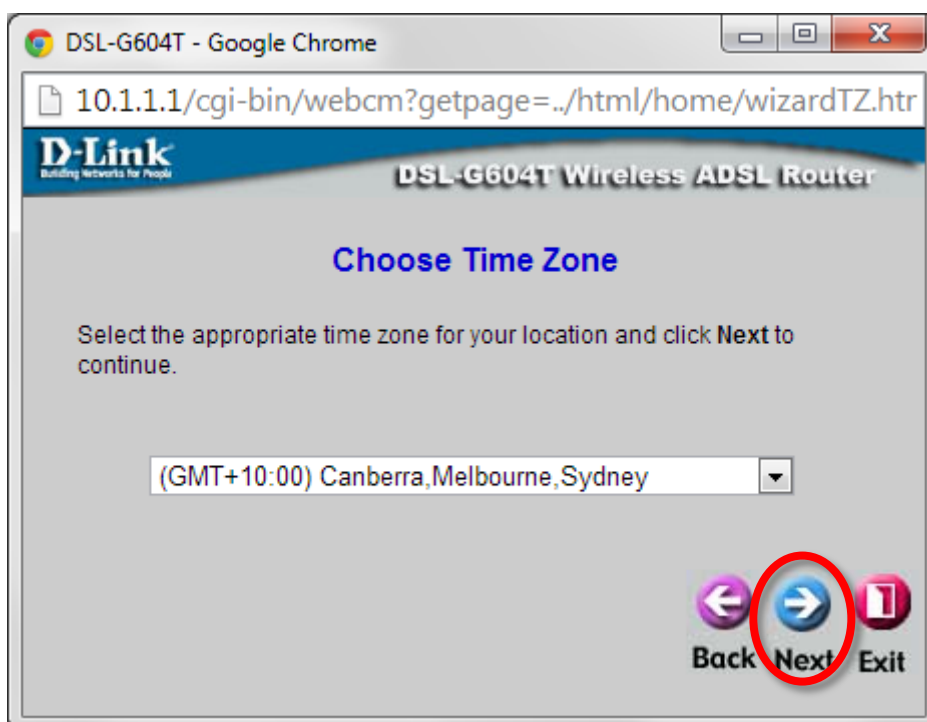 DSL-G604T - Google Chrome
10.1.1.1/cgi-bin/webcm?getpage=../html/home/wizardTZ.htr
D-Link
Building Networks for People
DSL-G604T Wireless ADSL Router
Choose Time Zone
Select the appropriate time zone for your location and click Next to
continue.
(GMT+10:00) Canberra,Melbourne,Sydney
Back Next Exit